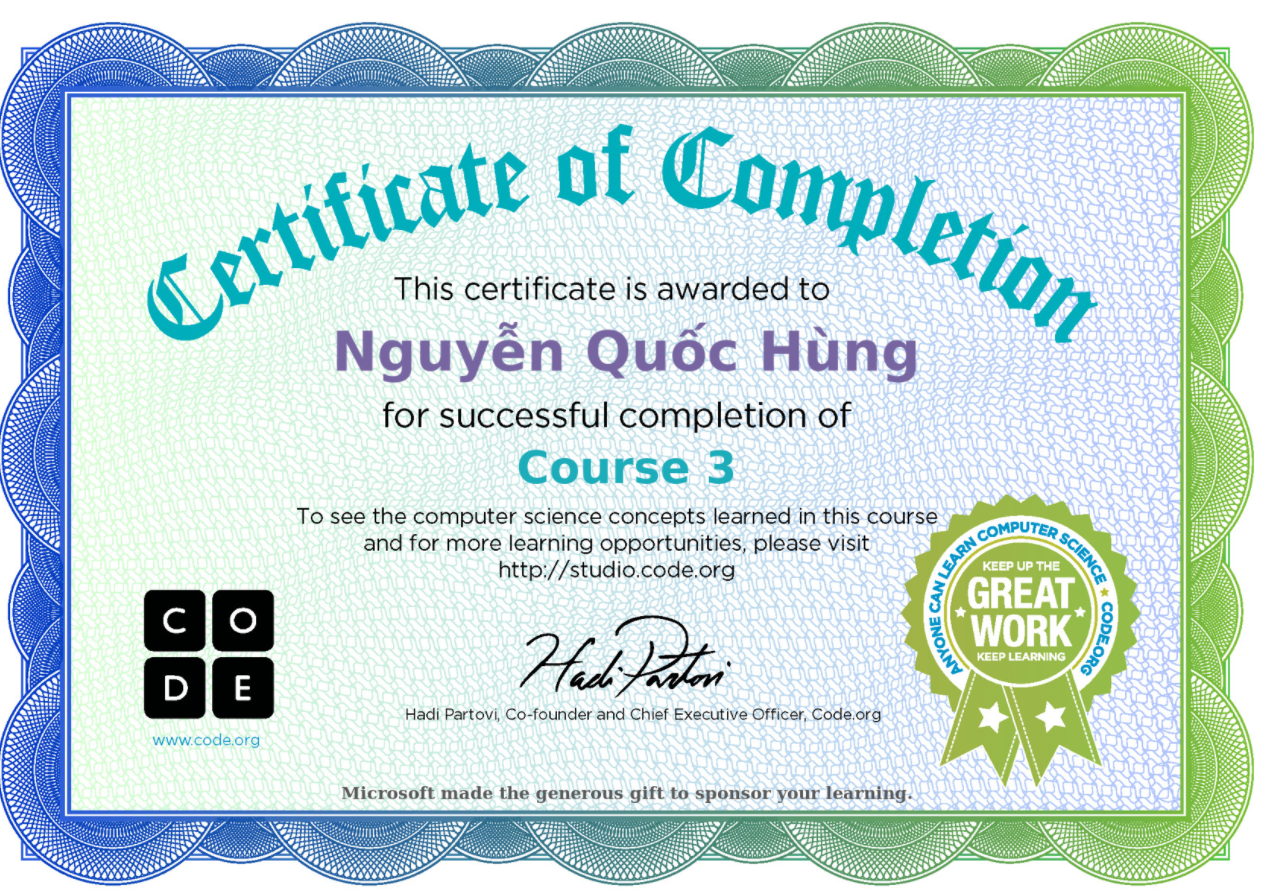 Certificate of Completion
This certificate is awarded to
Nguyễn Quốc Hùng
for successful completion of
Course 3
To see the computer science concepts learned in this course
and for more learning opportunities, please visit
http://studio.code.org
ANYONE CAN LEARN COMPUTER SCIENCE ★ CODE.ORG
KEEP UP THE
GREAT
WORK
KEEP LEARNING
C O
D E
www.code.org
Hadi Partovi
Hadi Partovi, Co-founder and Chief Executive Officer, Code.org
Microsoft made the generous gift to sponsor your learning.